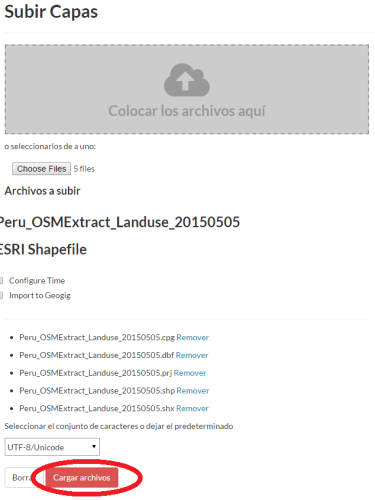 Subir Capas
Colocar los archivos aquí
o seleccionarlos de a uno:
Choose Files 5 files
Archivos a subir
Peru_OSMExtract_Landuse_20150505
ESRI Shapefile
Configure Time
Import to Geogig
Peru_OSMExtract_Landuse_20150505.cpg Remover
Peru_OSMExtract_Landuse_20150505.dbf Remover
Peru_OSMExtract_Landuse_20150505.prj Remover
Peru_OSMExtract_Landuse_20150505.shp Remover
Peru_OSMExtract_Landuse_20150505.shx Remover
Seleccionar el conjunto de caracteres o dejar el predeterminado
UTF-8/Unicode
Cargar archivos